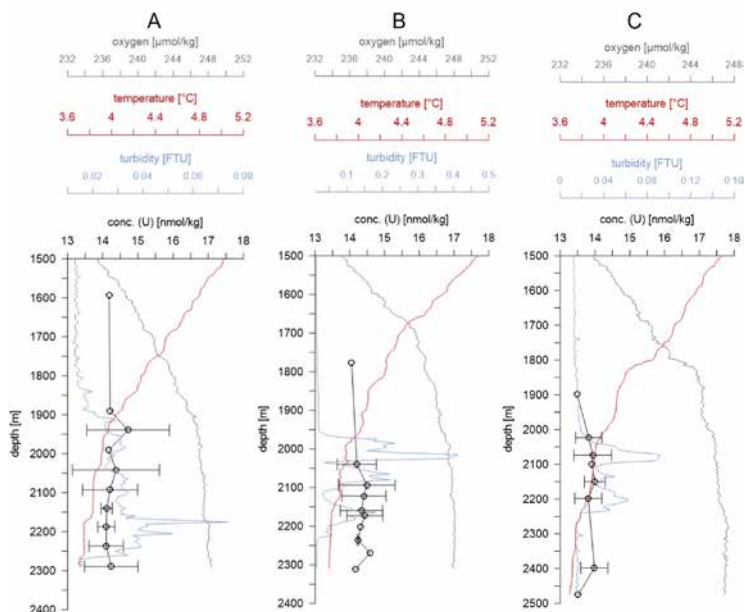 A
oxygen [µmol/kg]
232 236 240 244 248 252
temperature [°C]
3.6 4 4.4 4.8 5.2
turbidity [FTU]
0.02 0.04 0.06 0.08
conc. (U) [nmol/kg]
13 14 15 16 17 18
1500
1600
1700
1800
1900
2000
2100
2200
2300
2400
depth [m]
B
oxygen [µmol/kg]
232 236 240 244 248 252
temperature [°C]
3.6 4 4.4 4.8 5.2
turbidity [FTU]
0.1 0.2 0.3 0.4 0.5
conc. (U) [nmol/kg]
13 14 15 16 17 18
1500
1600
1700
1800
1900
2000
2100
2200
2300
2400
depth [m]
C
oxygen [µmol/kg]
232 236 240 244 248
temperature [°C]
3.6 4 4.4 4.8 5.2
turbidity [FTU]
0 0.04 0.08 0.12 0.16
conc. (U) [nmol/kg]
13 14 15 16 17 18
1500
1600
1700
1800
1900
2000
2100
2200
2300
2400
2500
depth [m]